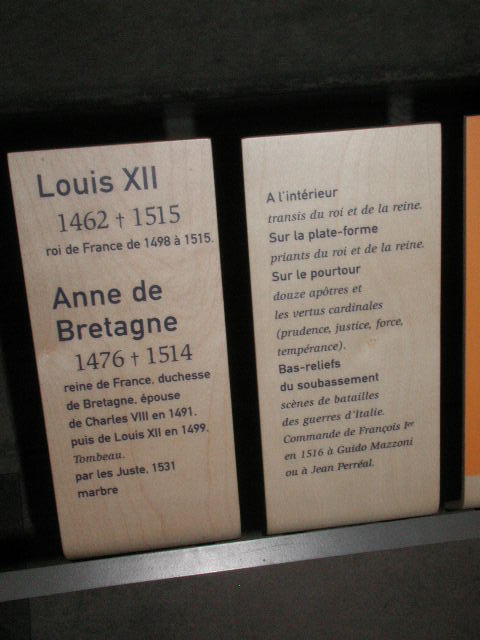 Louis XII
1462 † 1515
roi de France de 1498 à 1515.
Anne de
Bretagne
1476 † 1514
reine de France, duchesse
de Bretagne, épouse
de Charles VIII en 1491,
puis de Louis XII en 1499.
Tombeau.
par les Juste, 1531
marbre
A l'intérieur
transis du roi et de la reine.
Sur la plate-forme
priants du roi et de la reine.
Sur le pourtour
douze apôtres et
les vertus cardinales
(prudence, justice, force,
tempérance).
Bas-reliefs
du soubassement
scènes de batailles
des guerres d'Italie.
Commande de François Ier
en 1516 à Guido Mazzoni
ou à Jean Perréal.